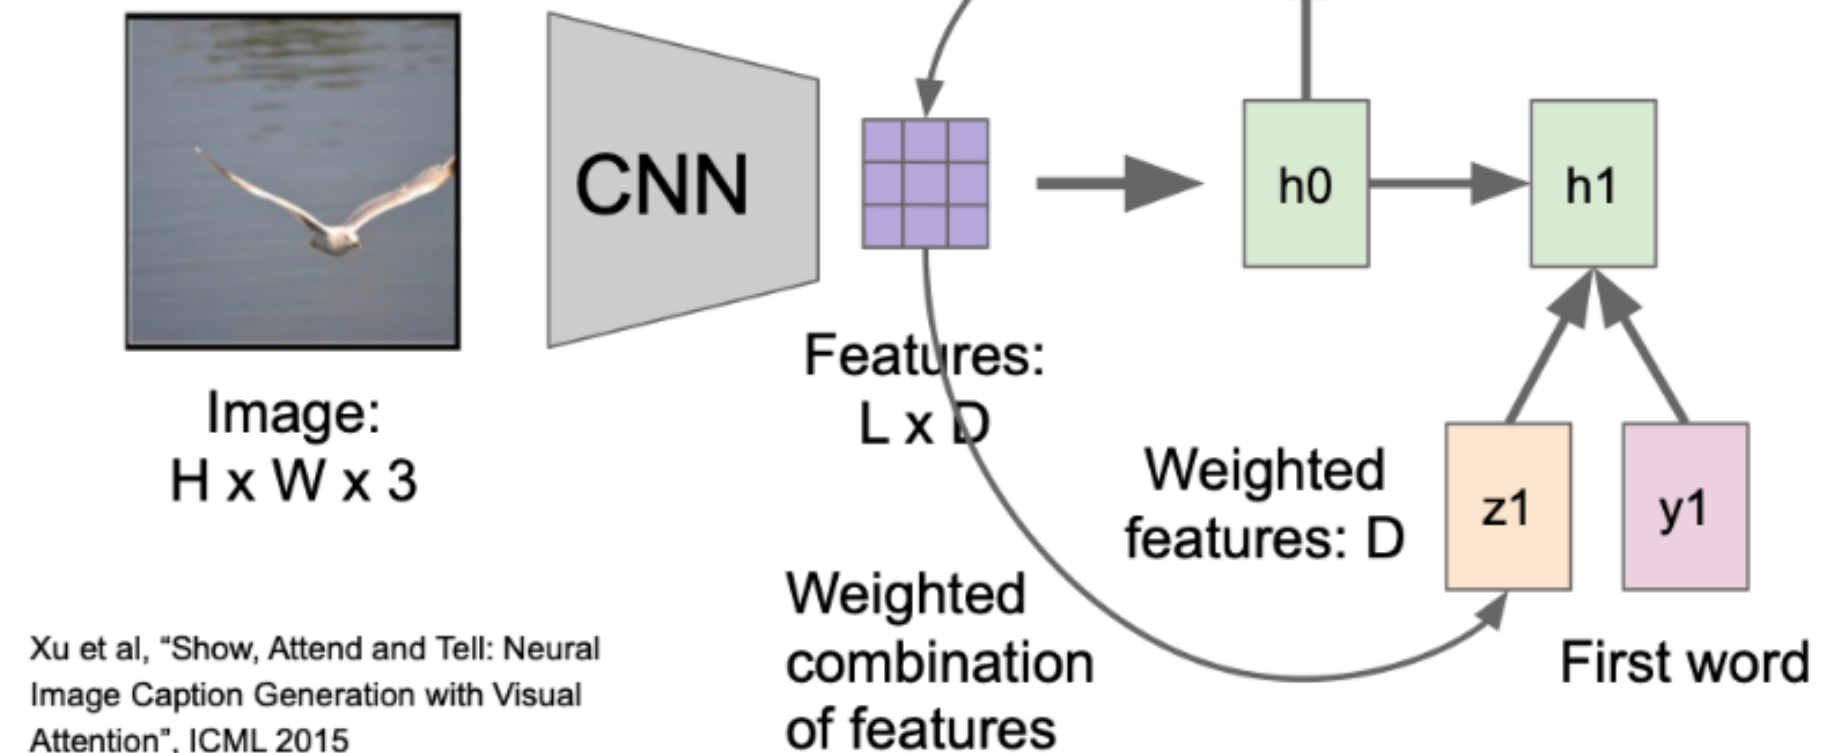 CNN
h0
h1
Features:
L x D
Image:
H x W x 3
Weighted
features: D
z1
y1
Weighted
combination
of features
First word
Xu et al, “Show, Attend and Tell: Neural
Image Caption Generation with Visual
Attention”, ICML 2015